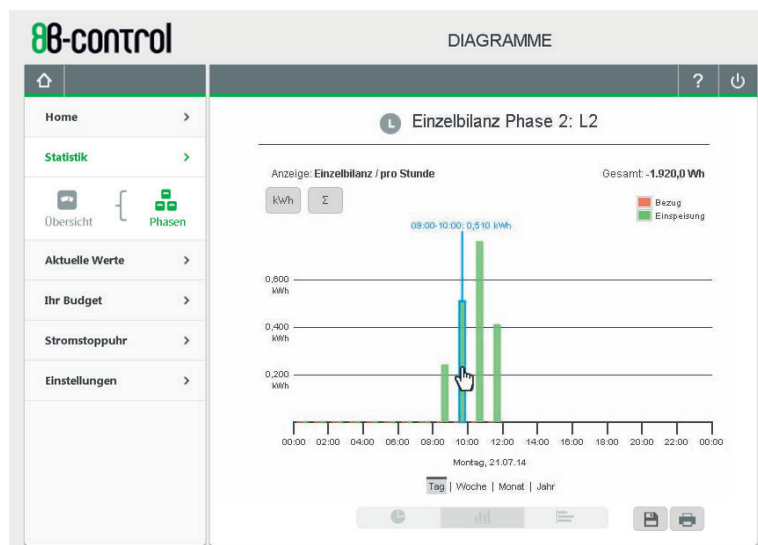 BB-control
DIAGRAMME
?
Home >
L Einzelbilanz Phase 2: L2
Statistik >
Anzeige: Einzelbilanz / pro Stunde
Gesamt: -1.920,0 Wh
kWh Σ
Übersicht { Phasen
Bezug
Einspeisung
09:00-10:00: 0,510 kWh
Aktuelle Werte >
Ihr Budget >
Stromstoppuhr >
Einstellungen >
0,600
kWh
0,400
kWh
0,200
kWh
00:00 02:00 04:00 06:00 08:00 10:00 12:00 14:00 16:00 18:00 20:00 22:00 00:00
Montag, 21.07.14
Tag | Woche | Monat | Jahr